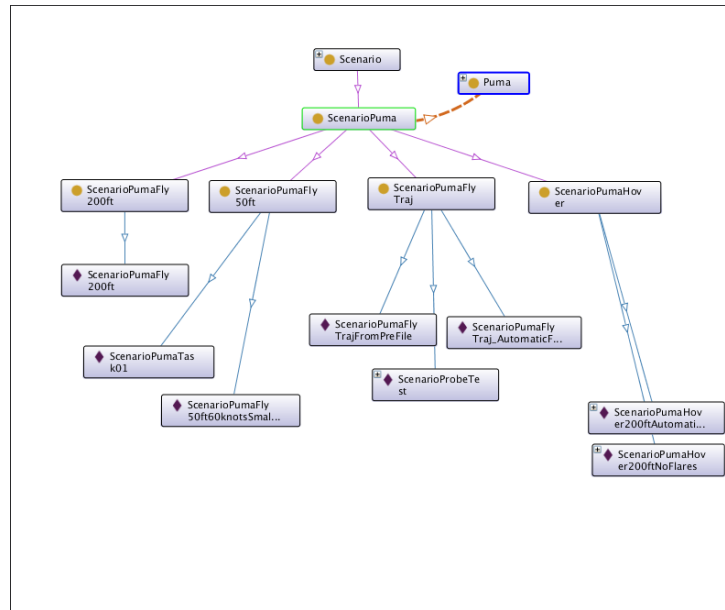 Scenario
Puma
ScenarioPuma
ScenarioPumaFly
200ft
ScenarioPumaFly
50ft
ScenarioPumaFly
Traj
ScenarioPumaHov
er
ScenarioPumaFly
200ft
ScenarioPumaTas
k01
ScenarioPumaFly
50ft60knotsSmal...
ScenarioPumaFly
TrajFromPreFile
ScenarioPumaFly
Traj_AutomaticF...
ScenarioProbeTe
st
ScenarioPumaHov
er200ftAutomati...
ScenarioPumaHov
er200ftNoFlares